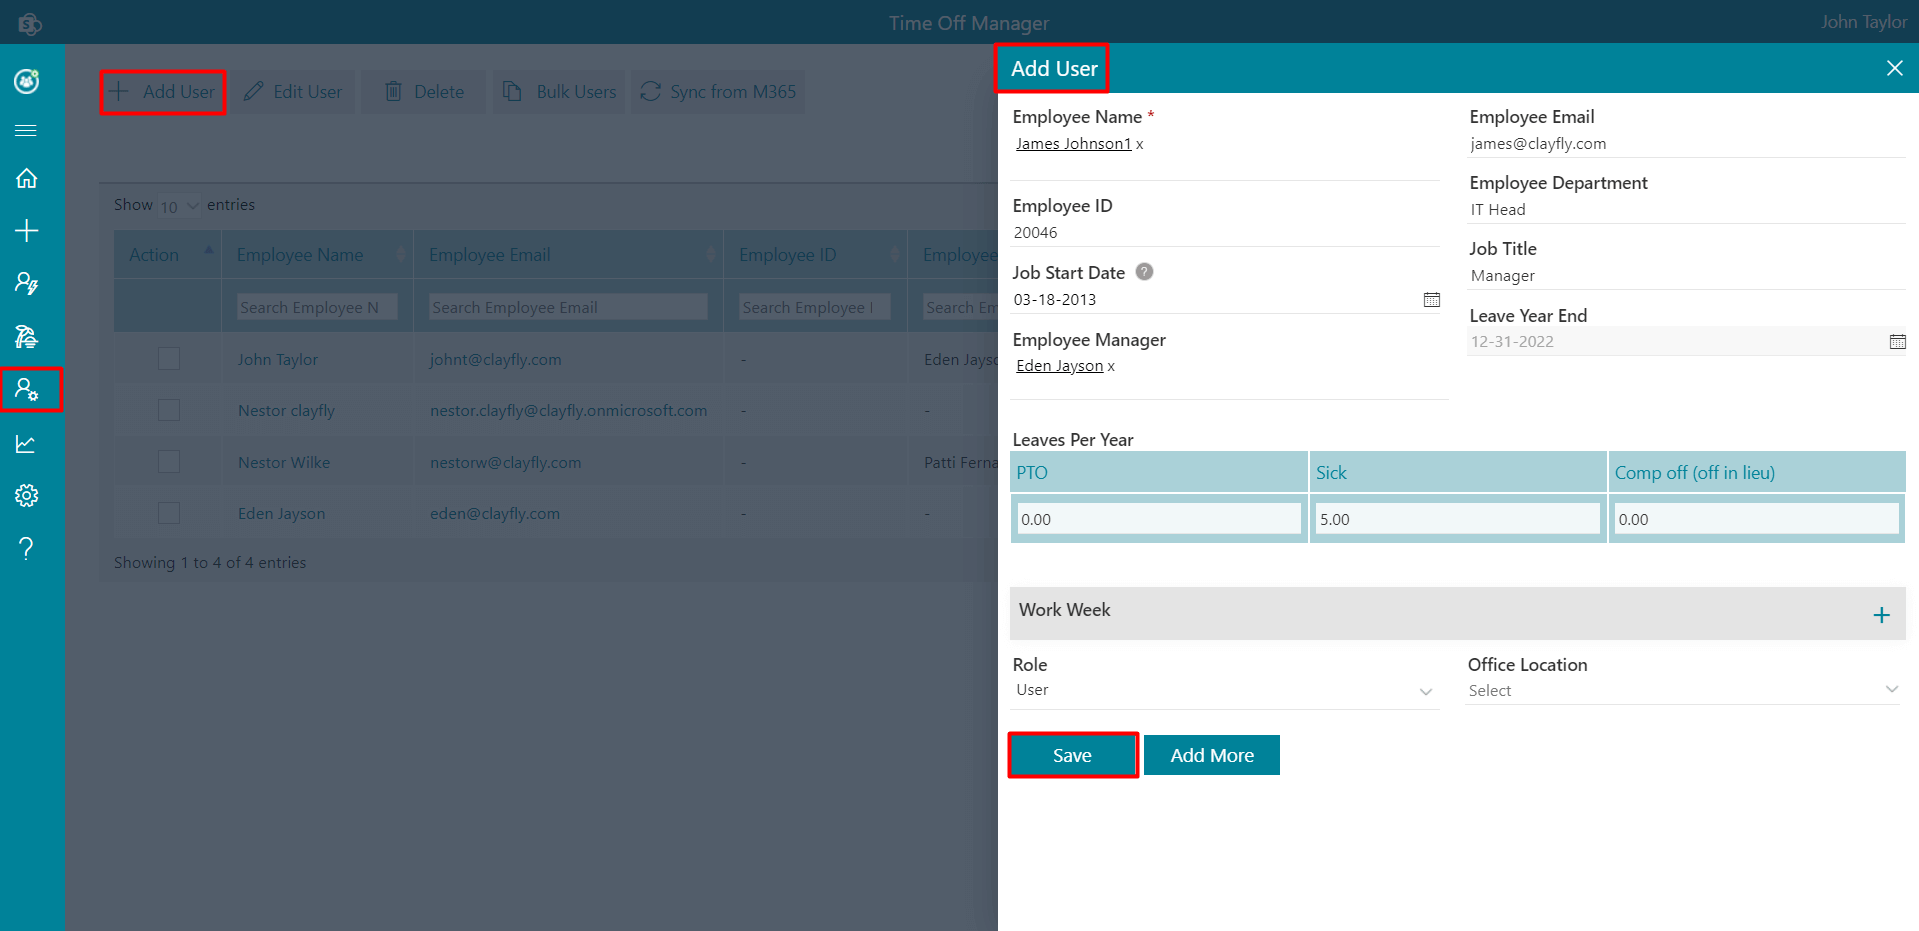 Time Off Manager
John Taylor
Add User
Edit User
Delete
Bulk Users
Sync from M365
Show 10 entries
Action
Employee Name
Employee Email
Employee ID
Employee
Search Employee N
Search Employee Email
Search Employee I
Search Em
John Taylor
johnt@clayfly.com
-
Eden Jayso
Nestor clayfly
nestor.clayfly@clayfly.onmicrosoft.com
-
-
Nestor Wilke
nestorw@clayfly.com
-
Patti Ferna
Eden Jayson
eden@clayfly.com
-
-
Showing 1 to 4 of 4 entries
Add User
Employee Name *
James Johnson1 x
Employee Email
james@clayfly.com
Employee Department
IT Head
Employee ID
20046
Job Title
Manager
Job Start Date ?
03-18-2013
Leave Year End
12-31-2022
Employee Manager
Eden Jayson x
Leaves Per Year
PTO
Sick
Comp off (off in lieu)
0.00
5.00
0.00
Work Week
Role
User
Office Location
Select
Save
Add More